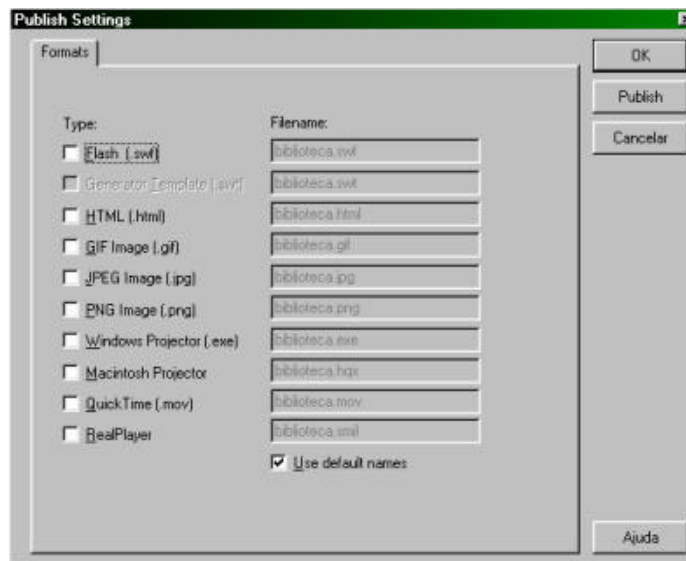 Publish Settings
Formats
OK
Publish
Cancelar
Type: Filename:
Flash (.swf) biblioteca.swf
Generator Template (.swt) biblioteca.swt
HTML (.html) biblioteca.html
GIF Image (.gif) biblioteca.gif
JPEG Image (.jpg) biblioteca.jpg
PNG Image (.png) biblioteca.png
Windows Projector (.exe) biblioteca.exe
Macintosh Projector biblioteca.hqx
QuickTime (.mov) biblioteca.mov
RealPlayer biblioteca.smil
Use default names
Ajuda